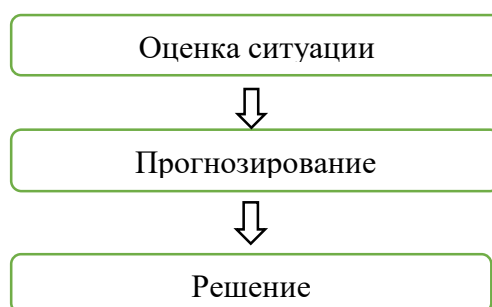 Оценка ситуации
Прогнозирование
Решение